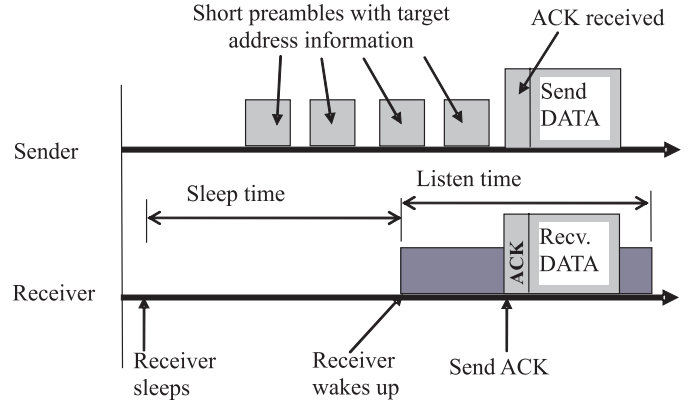 Short preambles with target
address information
ACK received
Send
DATA
Sender
Sleep time
Listen time
ACK
Recv.
DATA
Receiver
Receiver
sleeps
Receiver
wakes up
Send ACK